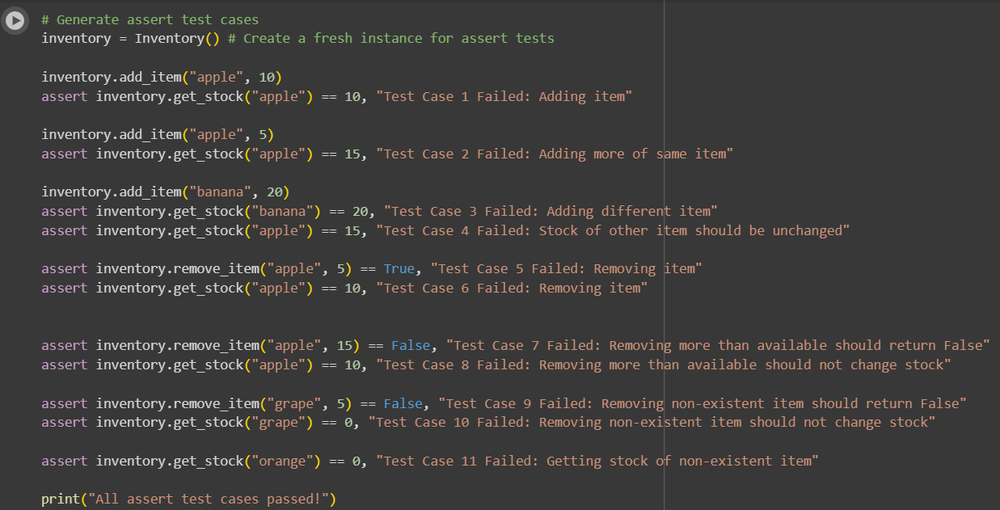 # Generate assert test cases
inventory = Inventory() # Create a fresh instance for assert tests
inventory.add_item("apple", 10)
assert inventory.get_stock("apple") == 10, "Test Case 1 Failed: Adding item"
inventory.add_item("apple", 5)
assert inventory.get_stock("apple") == 15, "Test Case 2 Failed: Adding more of same item"
inventory.add_item("banana", 20)
assert inventory.get_stock("banana") == 20, "Test Case 3 Failed: Adding different item"
assert inventory.get_stock("apple") == 15, "Test Case 4 Failed: Stock of other item should be unchanged"
assert inventory.remove_item("apple", 5) == True, "Test Case 5 Failed: Removing item"
assert inventory.get_stock("apple") == 10, "Test Case 6 Failed: Removing item"
assert inventory.remove_item("apple", 15) == False, "Test Case 7 Failed: Removing more than available should return False"
assert inventory.get_stock("apple") == 10, "Test Case 8 Failed: Removing more than available should not change stock"
assert inventory.remove_item("grape", 5) == False, "Test Case 9 Failed: Removing non-existent item should return False"
assert inventory.get_stock("grape") == 0, "Test Case 10 Failed: Removing non-existent item should not change stock"
assert inventory.get_stock("orange") == 0, "Test Case 11 Failed: Getting stock of non-existent item"
print("All assert test cases passed!")